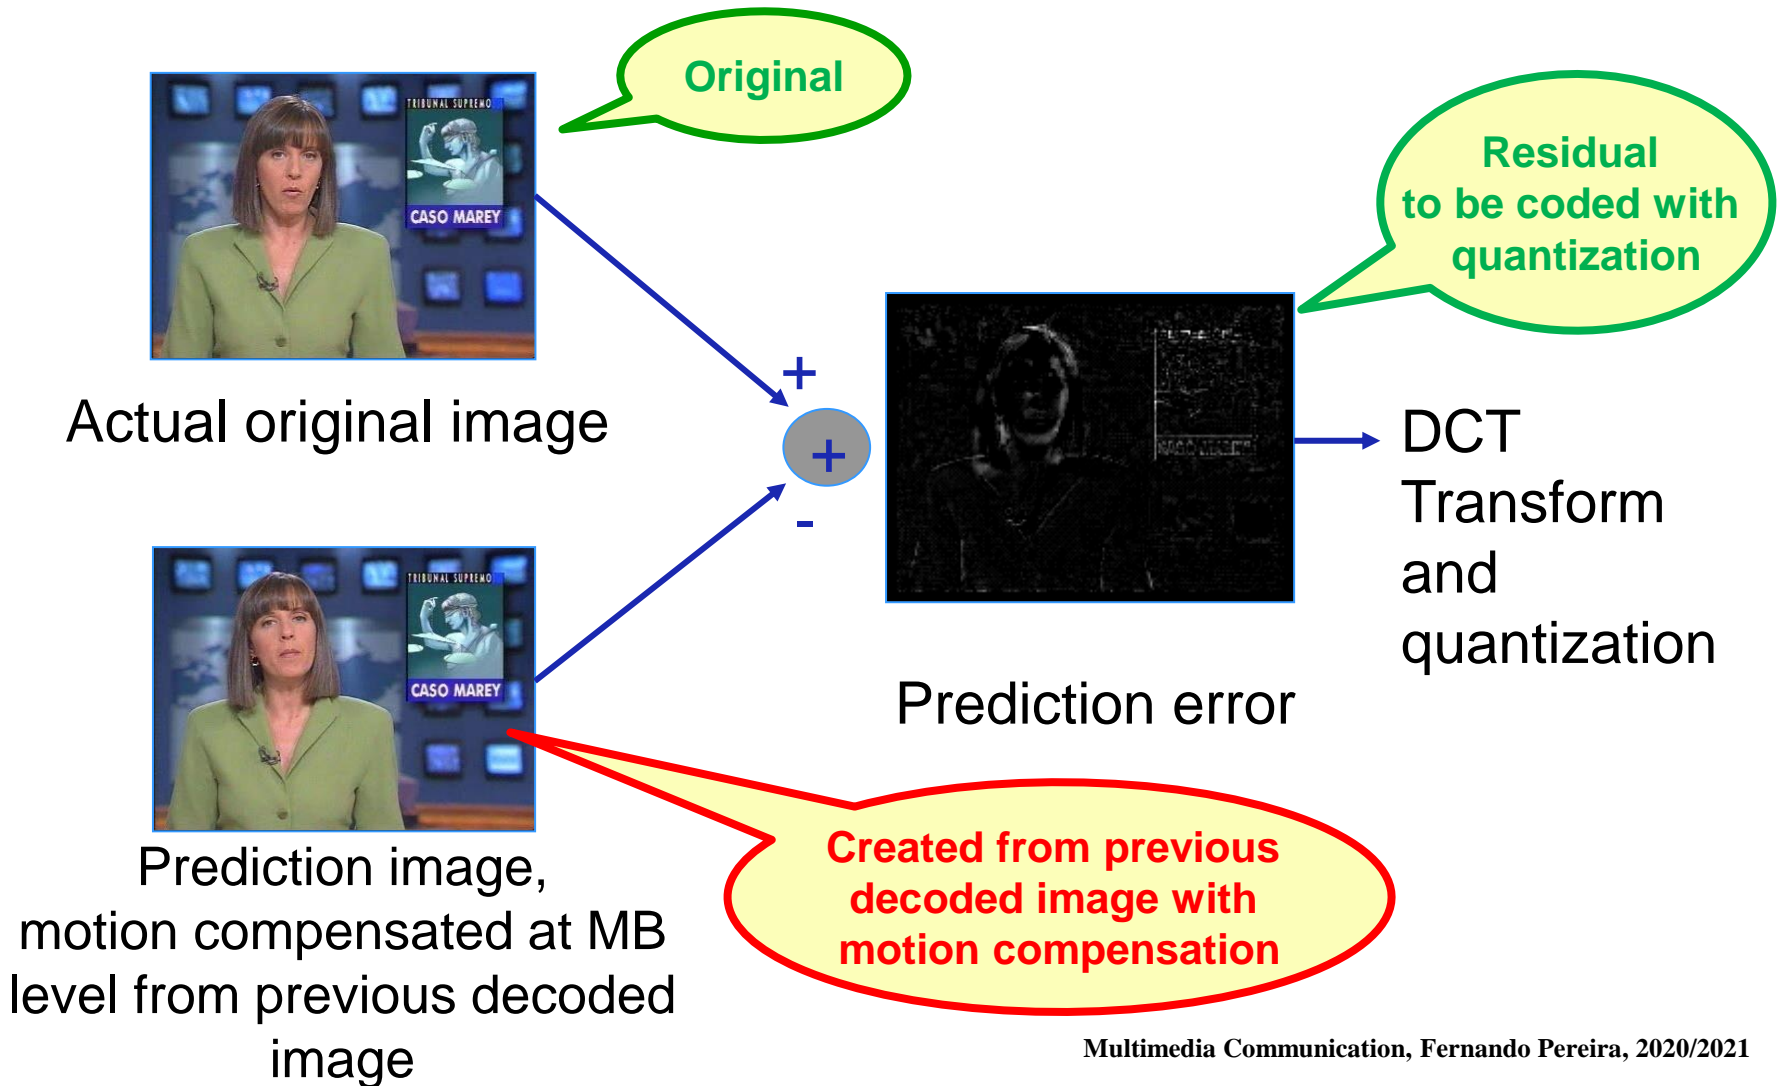 Original
TRIBUNAL SUPREMO
CASO MAREY
Residual
to be coded with
quantization
Actual original image
+
+
-
DCT
Transform
and
quantization
TRIBUNAL SUPREMO
CASO MAREY
Prediction error
Prediction image,
motion compensated at MB
level from previous decoded
image
Created from previous
decoded image with
motion compensation
Multimedia Communication, Fernando Pereira, 2020/2021